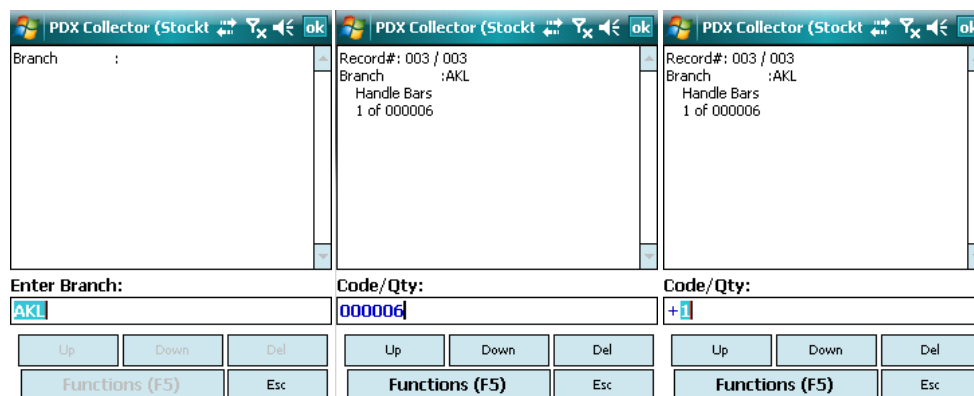 PDX Collector (Stockt ok
Branch :
Enter Branch:
AKL
Up Down Del
Functions (F5) Esc
PDX Collector (Stockt ok
Record#: 003 / 003
Branch :AKL
Handle Bars
1 of 000006
Code/Qty:
000006
Up Down Del
Functions (F5) Esc
PDX Collector (Stockt ok
Record#: 003 / 003
Branch :AKL
Handle Bars
1 of 000006
Code/Qty:
+1
Up Down Del
Functions (F5) Esc